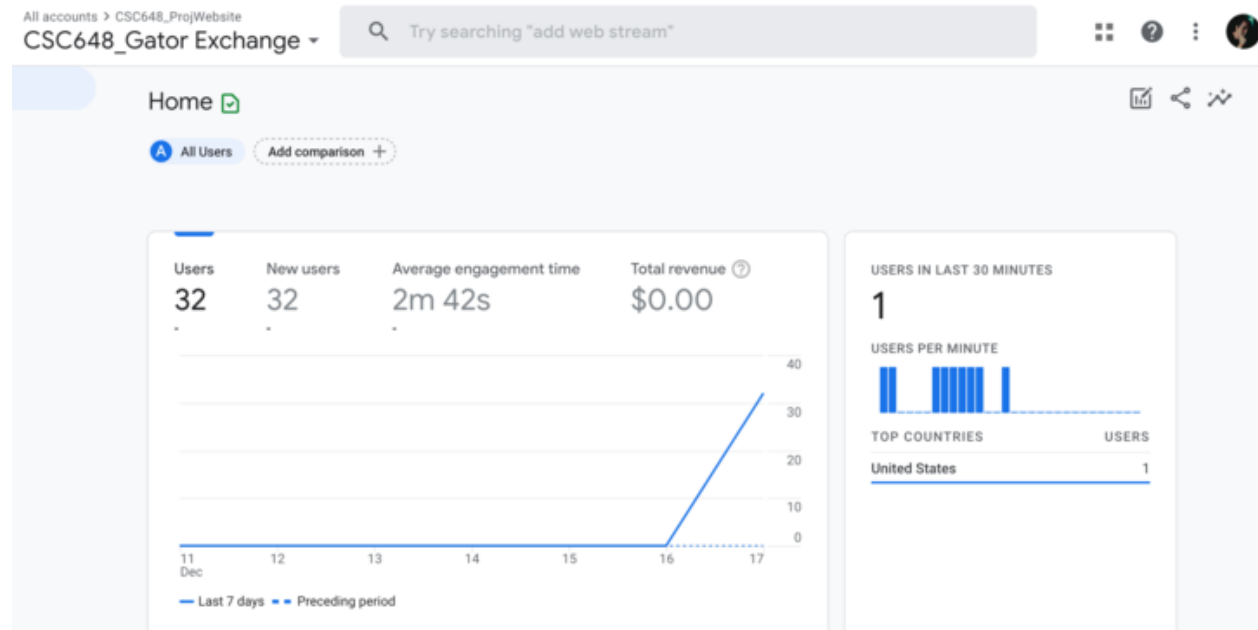 All accounts > CSC648_ProjWebsite
CSC648_Gator Exchange
Try searching "add web stream"
Home
A All Users
Add comparison +
Users New users Average engagement time Total revenue
32 32 2m 42s $0.00
40
30
20
10
0
11 12 13 14 15 16 17
Dec
Last 7 days Preceding period
USERS IN LAST 30 MINUTES
1
USERS PER MINUTE
TOP COUNTRIES USERS
United States 1